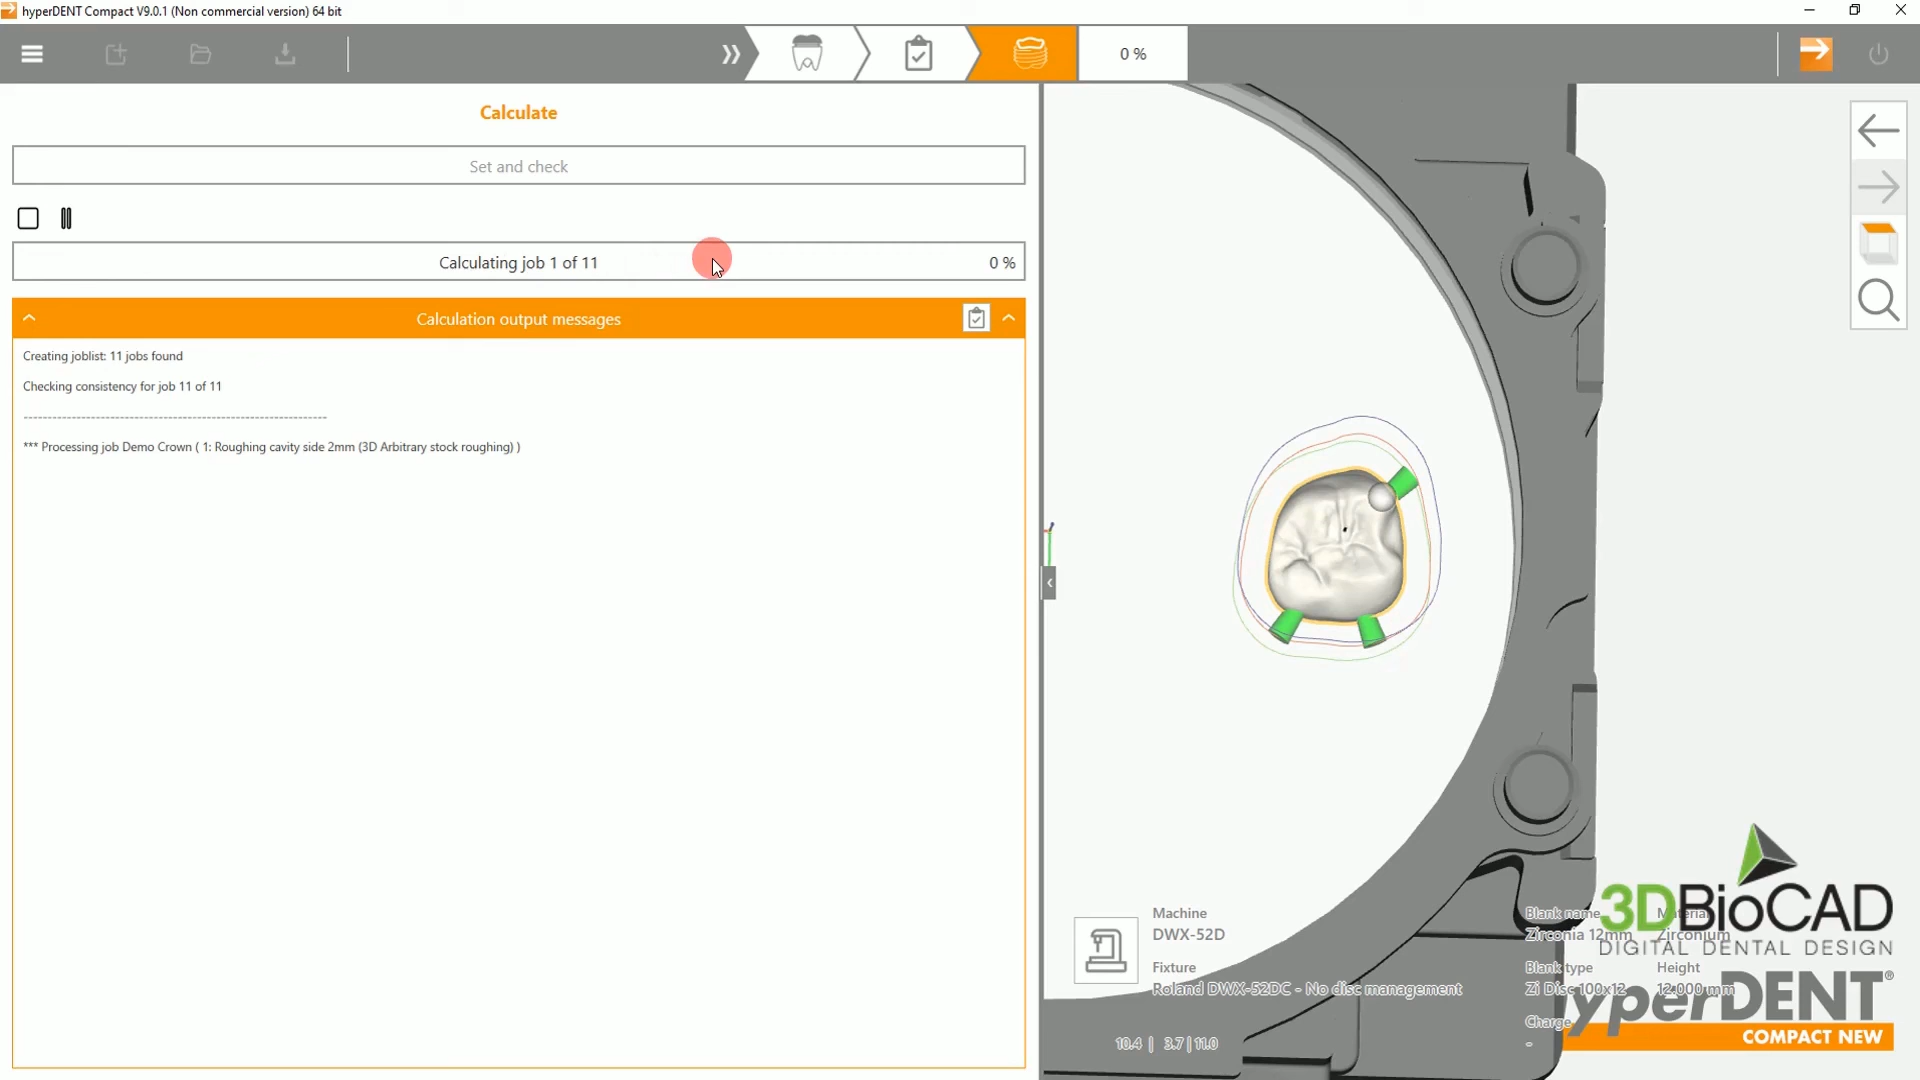 hyperDENT Compact V9.0.1 (Non commercial version) 64 bit
0 %
Calculate
Set and check
Calculating job 1 of 11
0 %
Calculation output messages
Creating joblist: 11 jobs found
Checking consistency for job 11 of 11
-----------------------------------------------------------------
*** Processing job Demo Crown ( 1: Roughing cavity side 2mm (3D Arbitrary stock roughing) )
Machine
DWX-52D
Fixture
Roland DWX-52DC - No disc management
Blank name
Zirconia 12mm
Material
Zirconium
Blank type
Zi Disc 100x12
Height
12.000 mm
Charge
-
10.4 | 3.7 | 11.0
3DBioCAD
DIGITAL DENTAL DESIGN
hyperDENT®
COMPACT NEW